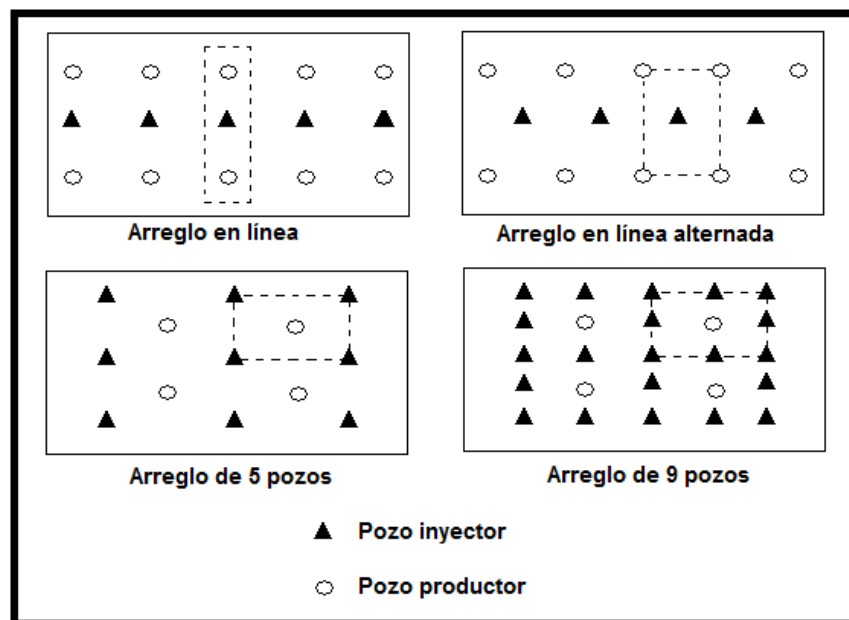 Arreglo en línea
Arreglo en línea alternada
Arreglo de 5 pozos
Arreglo de 9 pozos
Pozo inyector
Pozo productor